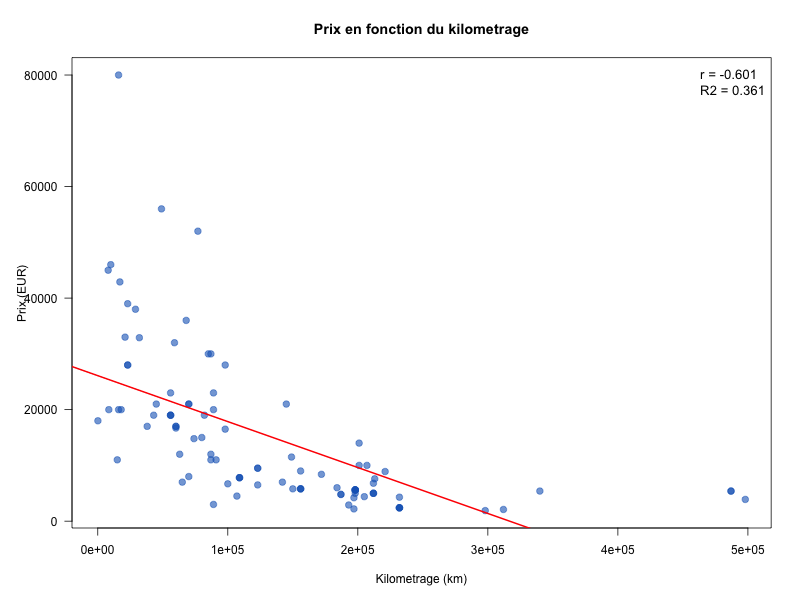 Prix en fonction du kilometrage
r = -0.601
R2 = 0.361
80000
60000
40000
20000
0
Prix (EUR)
0e+00 1e+05 2e+05 3e+05 4e+05 5e+05
Kilometrage (km)